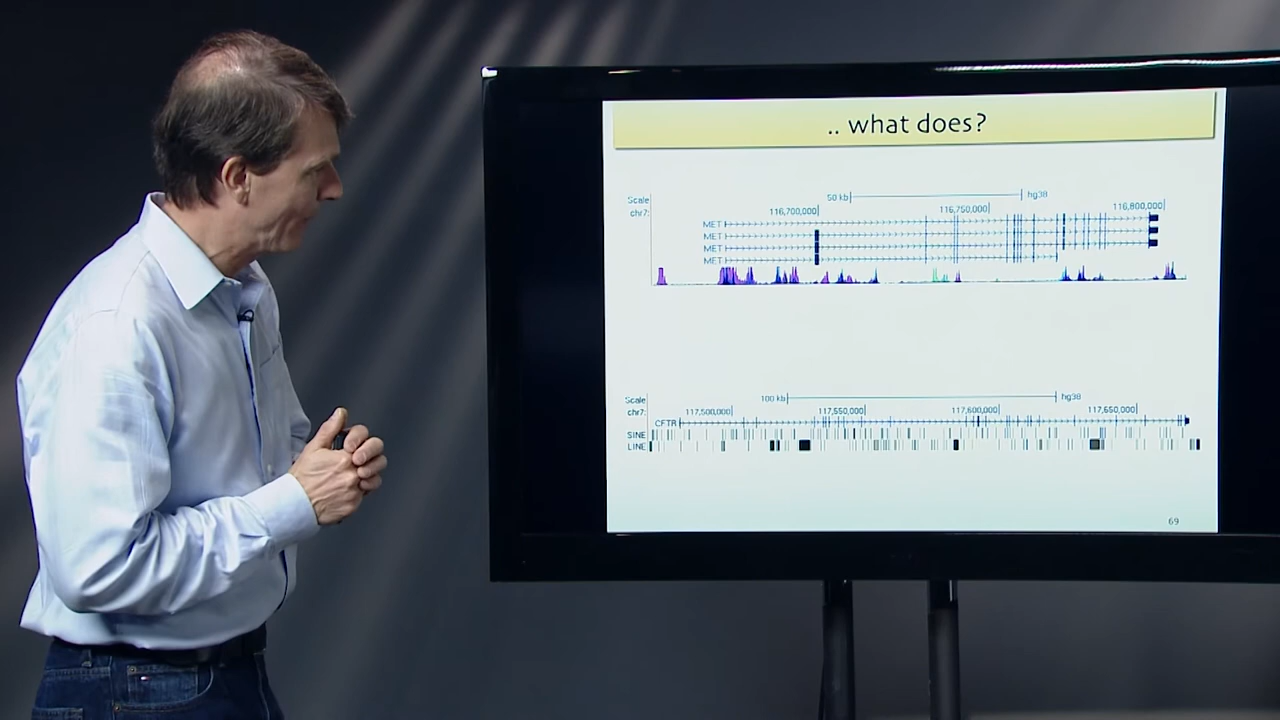 .. what does?
Scale 50 kb hg38
chr7: 116,700,000 116,750,000 116,800,000
MET
MET
MET
MET
Scale 100 kb hg38
chr7: 117,500,000 117,550,000 117,600,000 117,650,000
CFTR
SINE
LINE
69